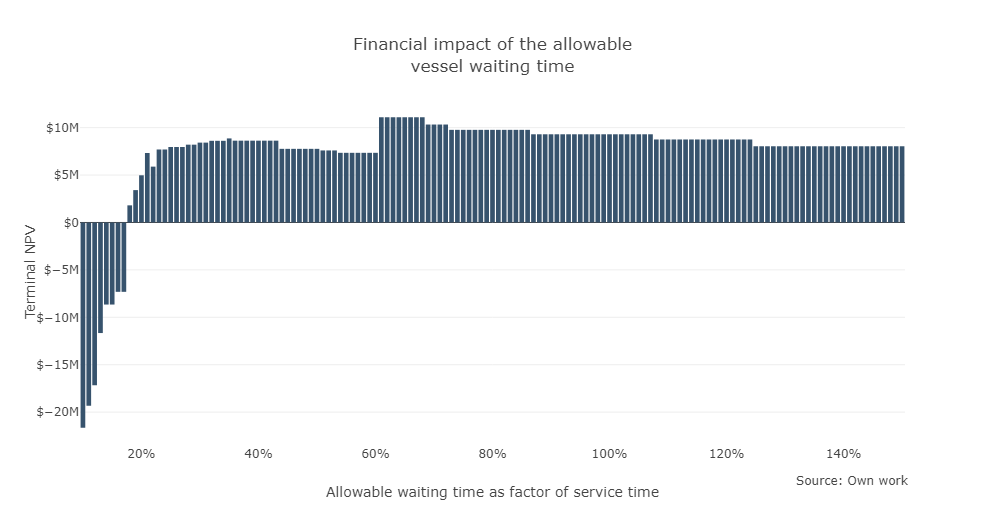 Financial impact of the allowable
vessel waiting time
Terminal NPV
$10M
$5M
$0
$−5M
$−10M
$−15M
$−20M
20%
40%
60%
80%
100%
120%
140%
Allowable waiting time as factor of service time
Source: Own work